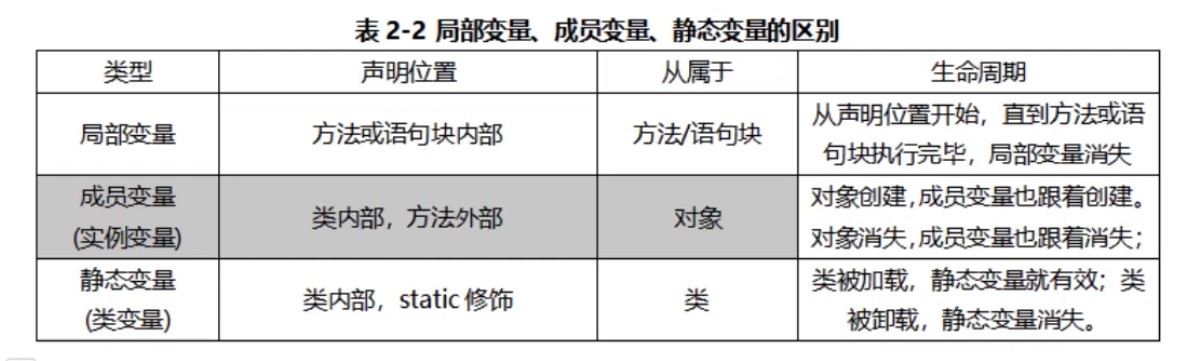 表 2-2 局部变量、成员变量、静态变量的区别
类型 声明位置 从属于 生命周期
局部变量 方法或语句块内部 方法/语句块 从声明位置开始，直到方法或语
句块执行完毕，局部变量消失
成员变量
(实例变量) 类内部，方法外部 对象 对象创建,成员变量也跟着创建。
对象消失,成员变量也跟着消失;
静态变量
(类变量) 类内部，static 修饰 类 类被加载，静态变量就有效；类
被卸载，静态变量消失。